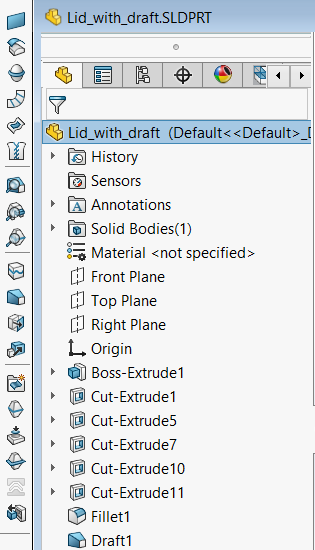 Lid_with_draft.SLDPRT
Lid_with_draft (Default<<Default>_
History
Sensors
Annotations
Solid Bodies(1)
Material <not specified>
Front Plane
Top Plane
Right Plane
Origin
Boss-Extrude1
Cut-Extrude1
Cut-Extrude5
Cut-Extrude7
Cut-Extrude10
Cut-Extrude11
Fillet1
Draft1